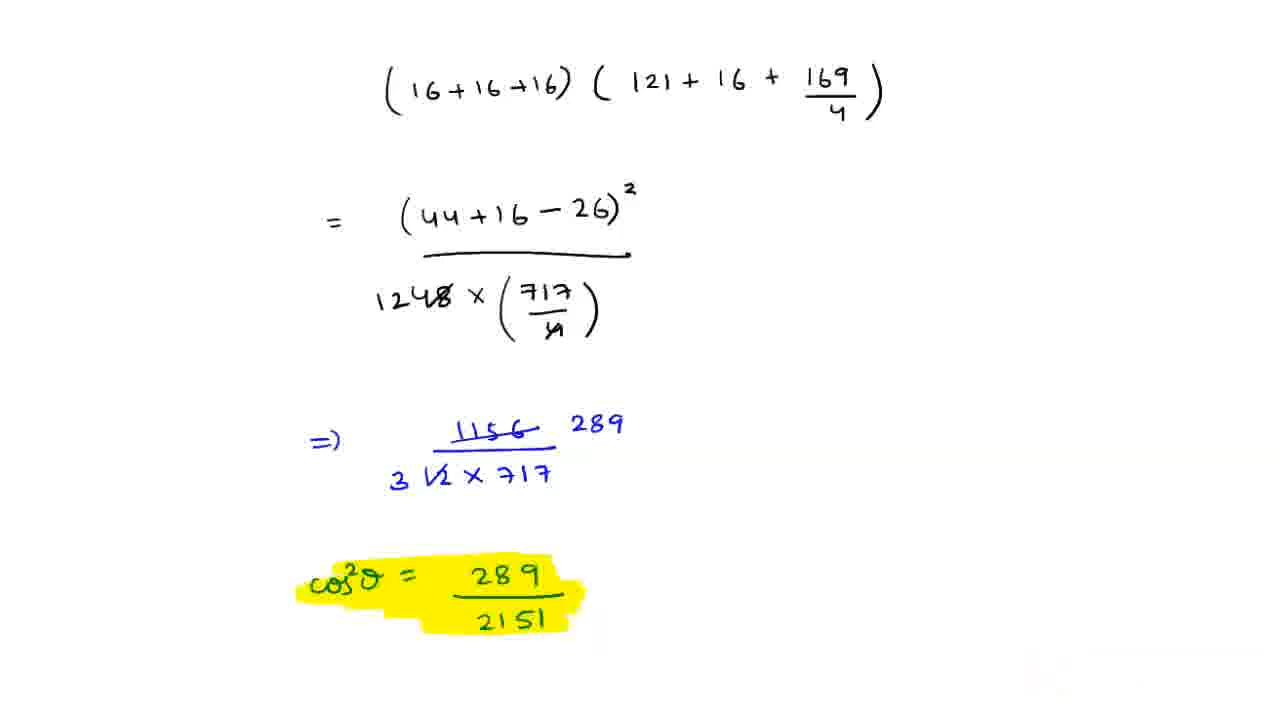 (16+16+16) (121 + 16 + 169/4)
= (44+16-26)²
1248 × (717/4)
=) 1156 289
3 12 × 717
cos²θ = 289/2151